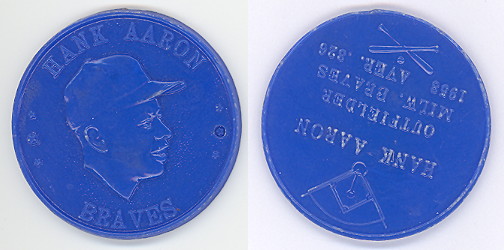 HANK AARON
BRAVES
HANK AARON
OUTFIELDER
MILW. BRAVES
1958 AVER. .326